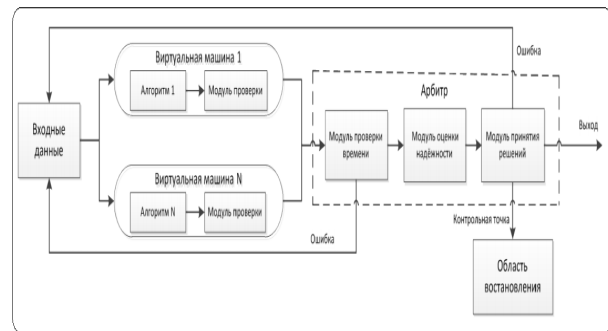 Ошибка
Виртуальная машина 1
Алгоритм 1
Модуль проверки
Арбитр
Входные
данные
Модуль проверки
времени
Модуль оценки
надёжности
Модуль принятия
решений
Выход
Виртуальная машина N
Алгоритм N
Модуль проверки
Ошибка
Контрольная точка
Область
востановления